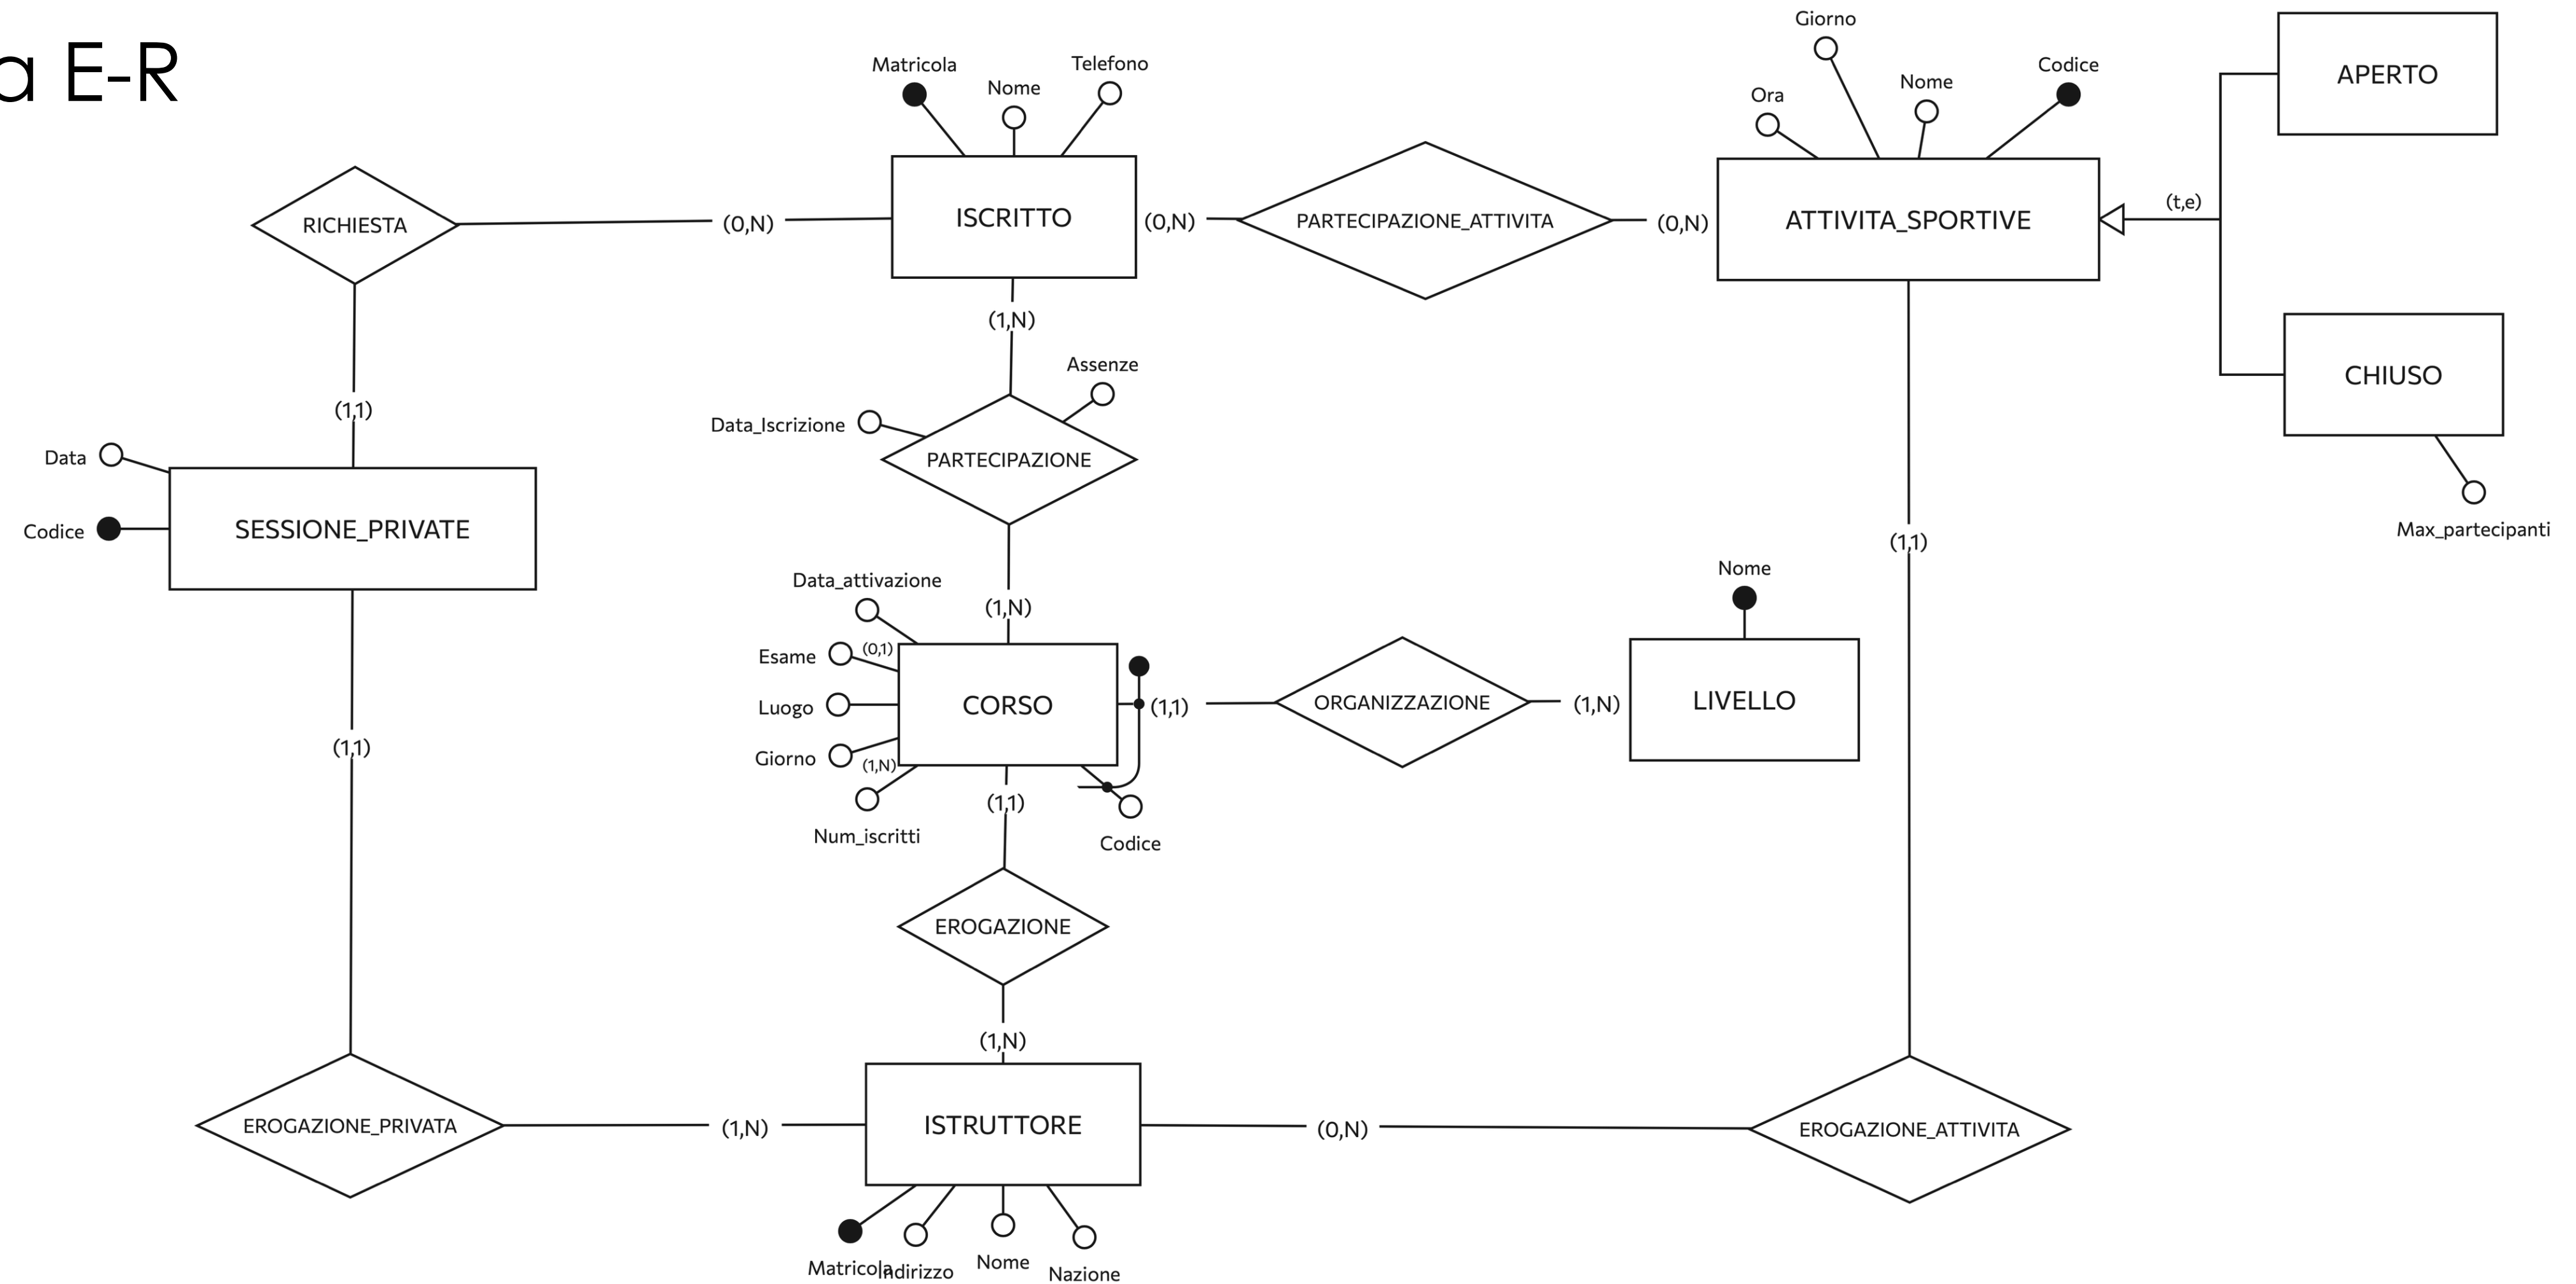 a E-R
Giorno
Matricola
Nome
Telefono
Ora
Nome
Codice
APERTO
RICHIESTA
(0,N)
ISCRITTO
(0,N)
PARTECIPAZIONE_ATTIVITA
(0,N)
ATTIVITA_SPORTIVE
(t,e)
(1,N)
Assenze
CHIUSO
(1,1)
Data_Iscrizione
PARTECIPAZIONE
Data
Codice
SESSIONE_PRIVATE
Max_partecipanti
(1,1)
Data_attivazione
(1,N)
Nome
Esame
(0,1)
Luogo
CORSO
(1,1)
ORGANIZZAZIONE
(1,N)
LIVELLO
Giorno
(1,N)
(1,1)
(1,1)
Num_iscritti
Codice
EROGAZIONE
(1,N)
EROGAZIONE_PRIVATA
(1,N)
ISTRUTTORE
(0,N)
EROGAZIONE_ATTIVITA
Matricola
Indirizzo
Nome
Nazione